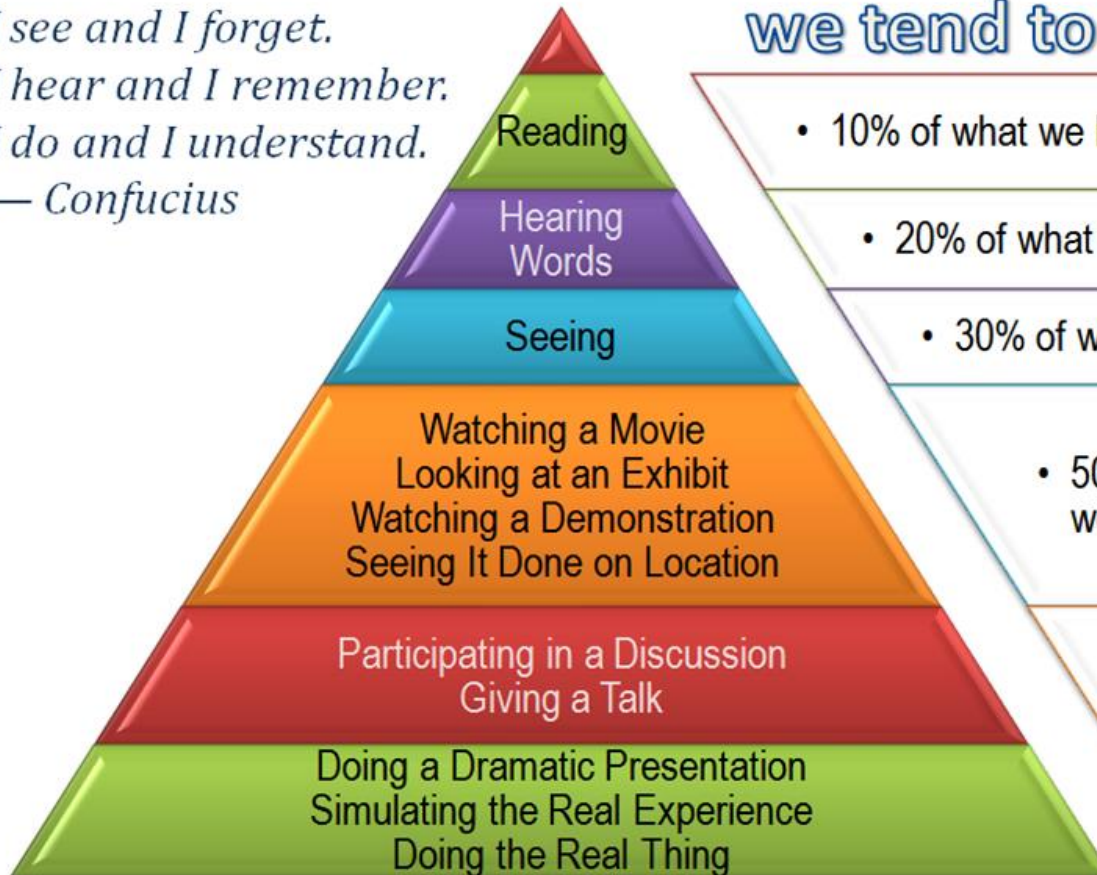 see and I forget.
hear and I remember.
do and I understand.
— Confucius
we tend to
Reading
• 10% of what we
Hearing
Words
• 20% of what
Seeing
• 30% of
Watching a Movie
Looking at an Exhibit
Watching a Demonstration
Seeing It Done on Location
•
Participating in a Discussion
Giving a Talk
Doing a Dramatic Presentation
Simulating the Real Experience
Doing the Real Thing